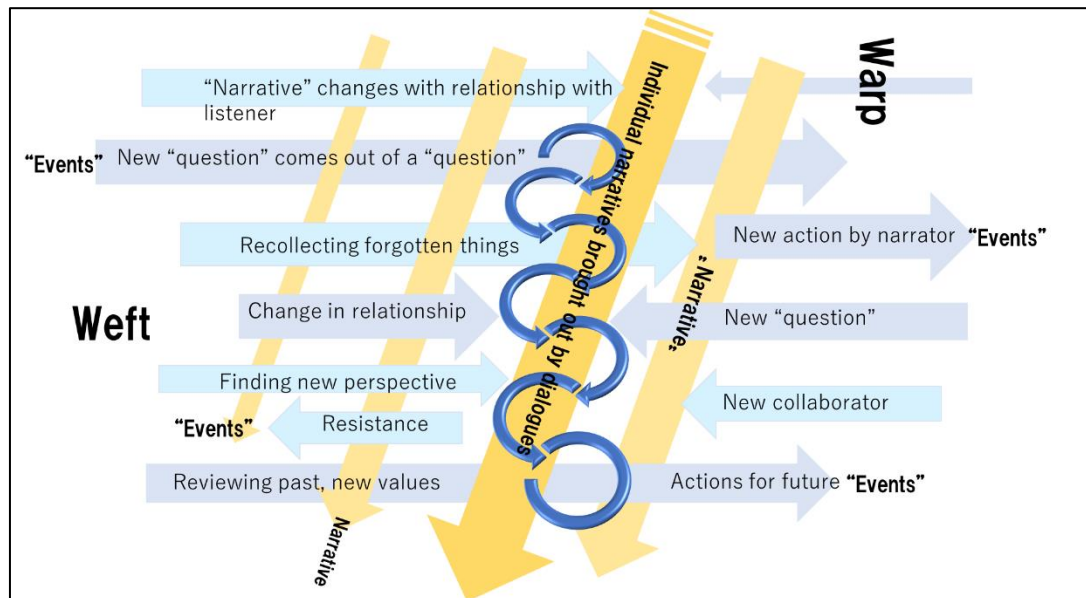 Warp
“Narrative” changes with relationship with
listener
“Events”
New “question” comes out of a “question”
Individual narratives brought out by dialogues
Recollecting forgotten things
New action by narrator
“Events”
“Narrative”
Weft
Change in relationship
New “question”
Finding new perspective
New collaborator
“Events”
Resistance
Reviewing past, new values
Actions for future
“Events”
Narrative